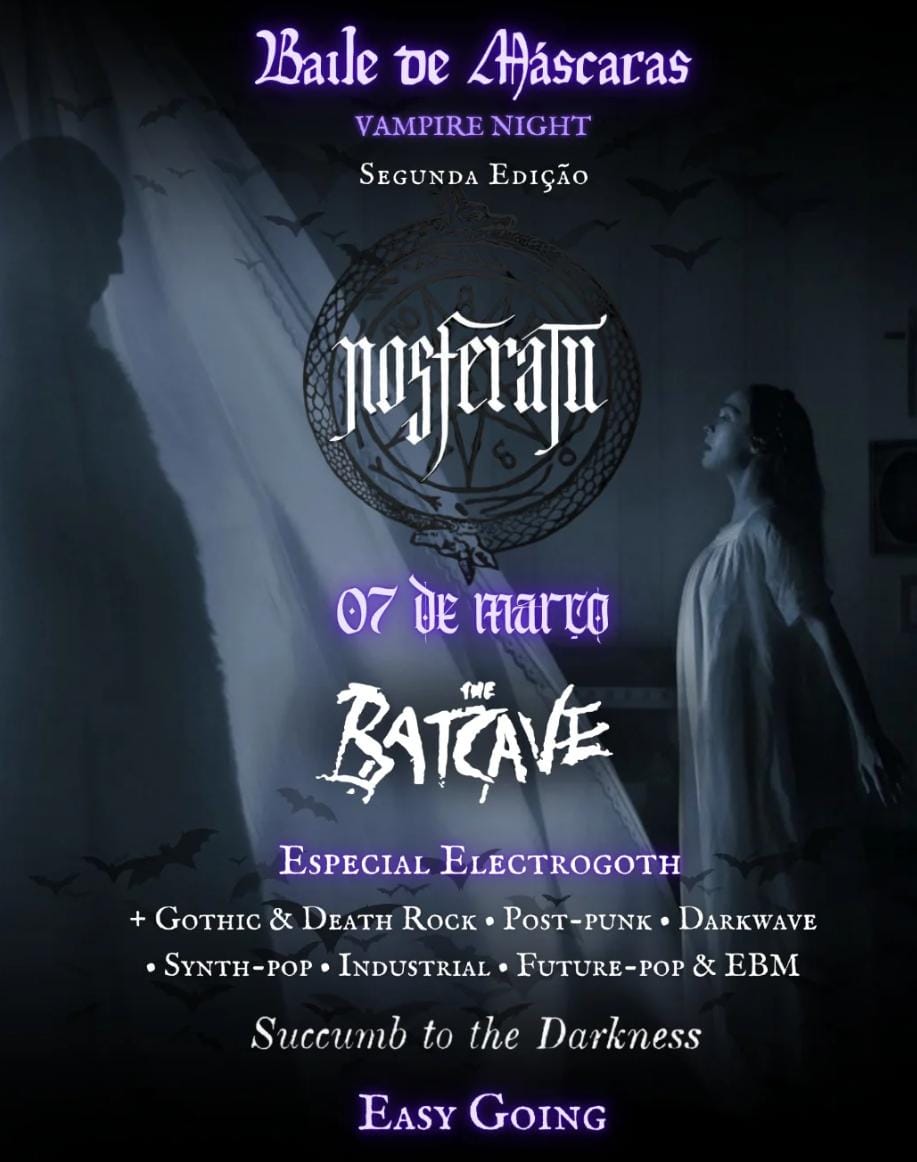 Baile de Máscaras
VAMPIRE NIGHT
Segunda Edição
nosferatu
07 de março
THE
BATCAVE
Especial Electrogoth
+ Gothic & Death Rock • Post-punk • Darkwave
• Synth-pop • Industrial • Future-pop & EBM
Succumb to the Darkness
Easy Going